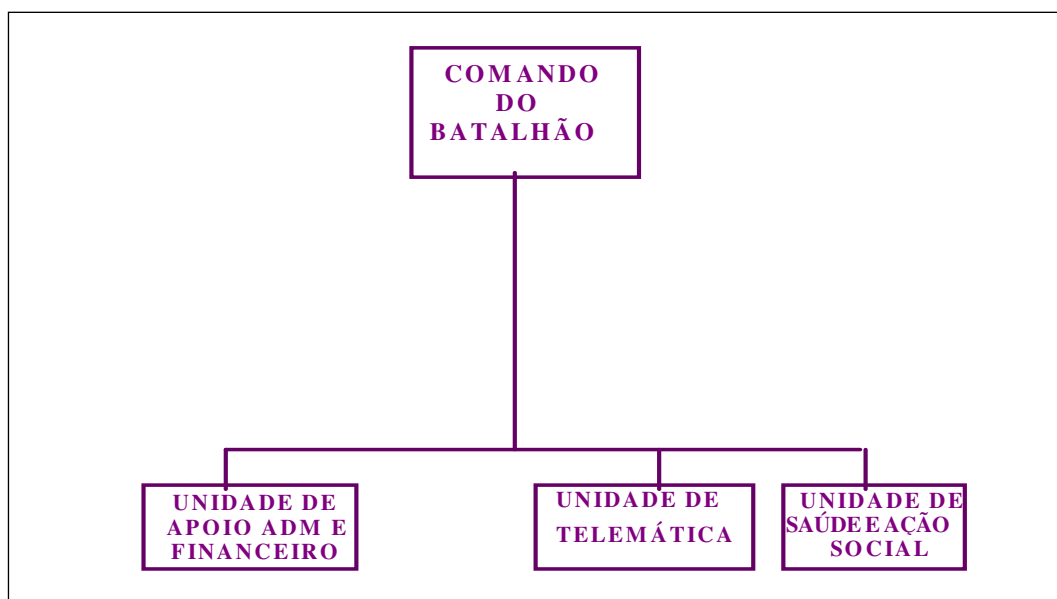 COMANDO
DO
BATALHÃO
UNIDADE DE
APOIO ADM E
FINANCEIRO
UNIDADE DE
TELEMÁTICA
UNIDADE DE
SAÚDE E AÇÃO
SOCIAL